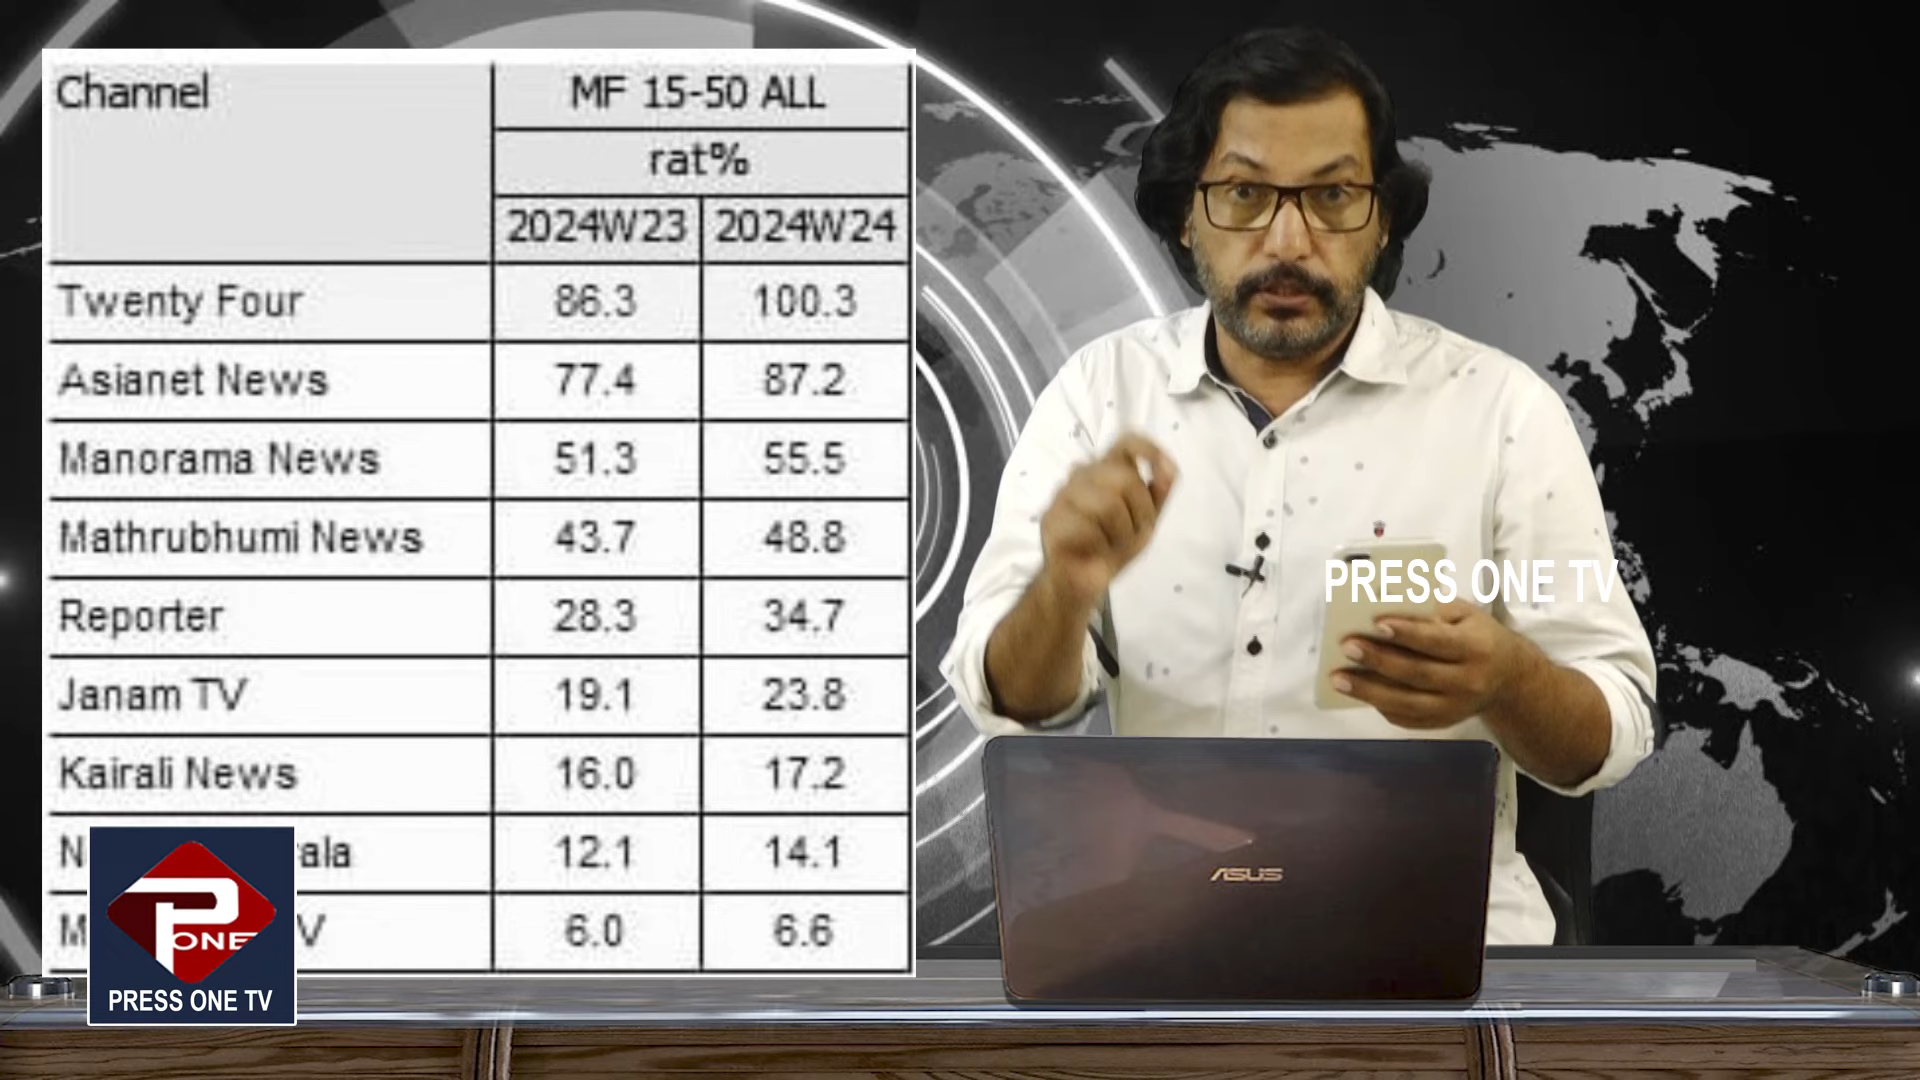 Channel MF 15-50 ALL
rat%
2024W23 2024W24
Twenty Four 86.3 100.3
Asianet News 77.4 87.2
Manorama News 51.3 55.5
Mathrubhumi News 43.7 48.8
Reporter 28.3 34.7
Janam TV 19.1 23.8
Kairali News 16.0 17.2
12.1 14.1
6.0 6.6
P ONE
PRESS ONE TV
PRESS ONE TV
ASUS